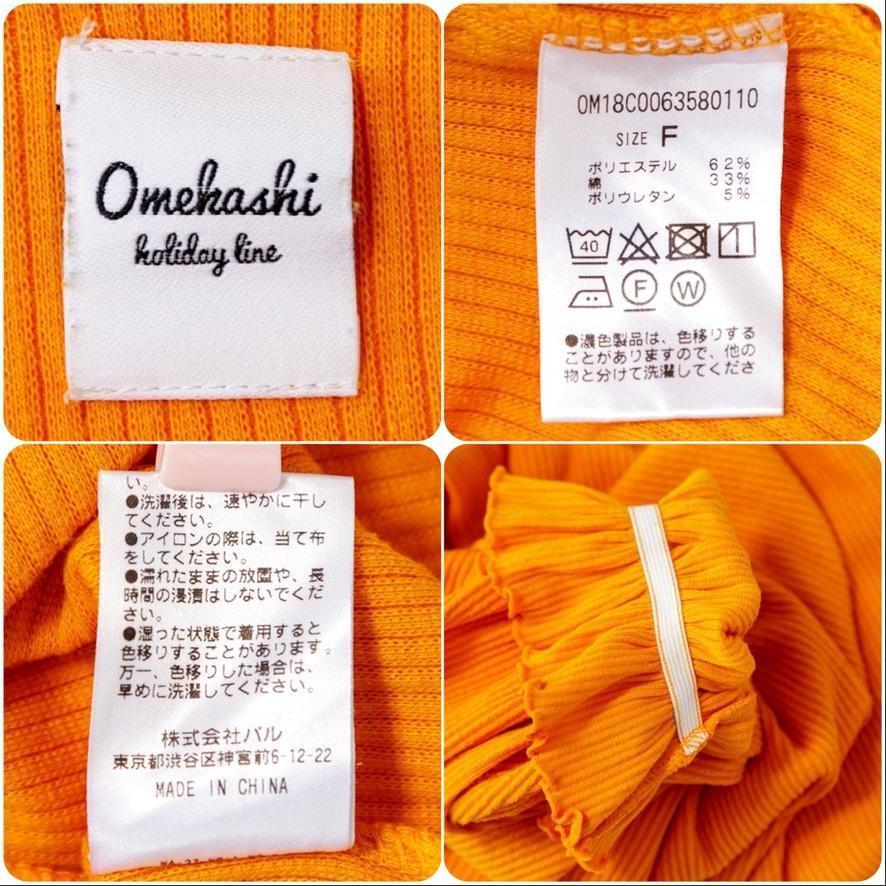 Omekashi
holiday line
OM18C0063580110
SIZE F
ポリエステル 62%
綿 33%
ポリウレタン 5%
40
F W
●濃色製品は、色移りする
ことがありますので、他の
物と分けて洗濯してくださ
い。
●洗濯後は、速やかに干し
てください。
●アイロンの際は、当て布
をしてください。
●濡れたままの放置や、長
時間の浸漬はしないでくだ
さい。
●湿った状態で着用すると
色移りすることがあります。
万一、色移りした場合は、
早めに洗濯してください。
株式会社バル
東京都渋谷区神宮前6-12-22
MADE IN CHINA